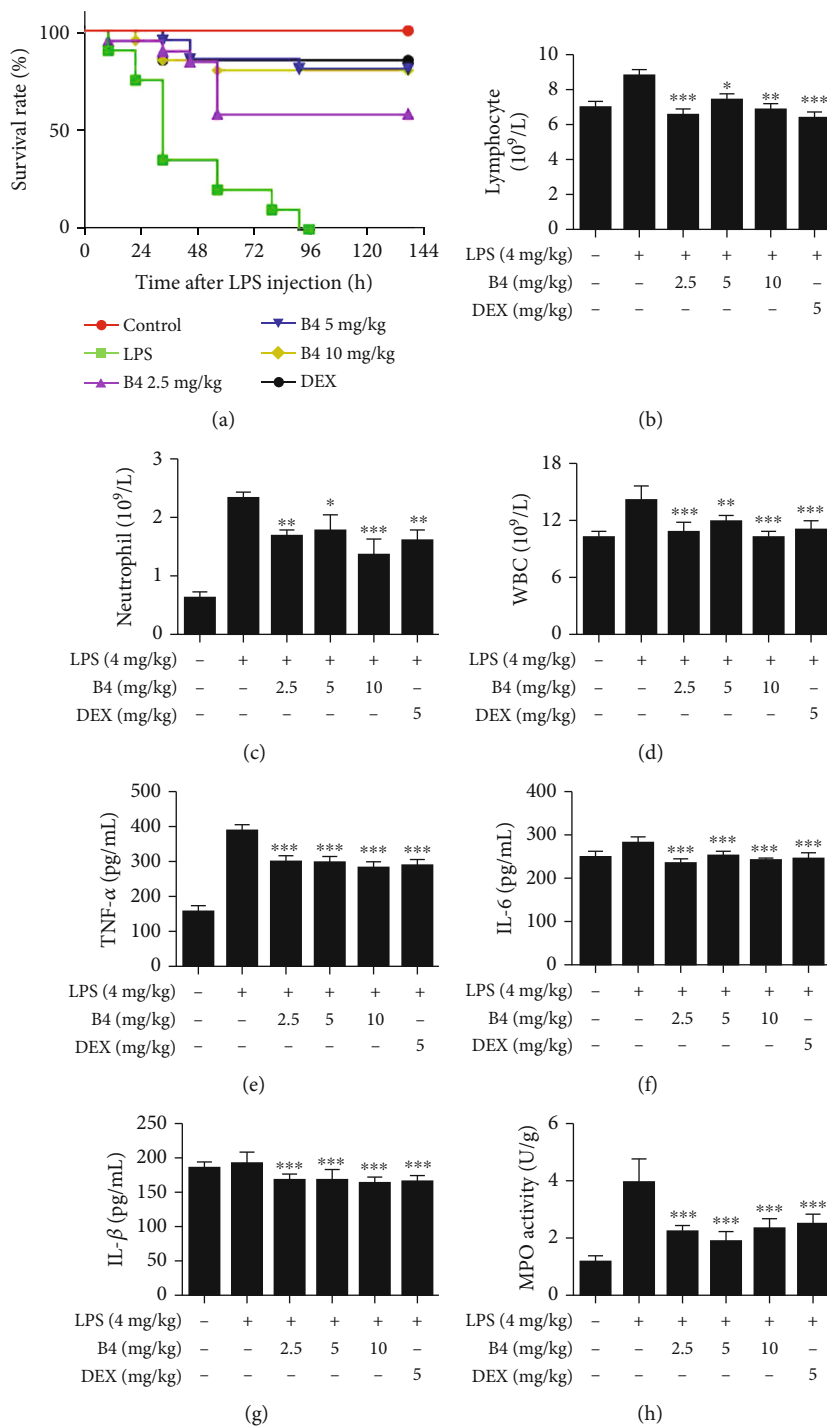 100
50
0
Survival rate (%)
0 24 48 72 96 120 144
Time after LPS injection (h)
Control
LPS
B4 2.5 mg/kg
B4 5 mg/kg
B4 10 mg/kg
DEX
(a)
10
8
6
4
2
0
Lymphocyte
(10⁹/L)
*** * ** ***
LPS (4 mg/kg) – + + + + +
B4 (mg/kg) – – 2.5 5 10 –
DEX (mg/kg) – – – – – 5
(b)
3
2
1
0
Neutrophil (10⁹/L)
** * *** **
LPS (4 mg/kg) – + + + + +
B4 (mg/kg) – – 2.5 5 10 –
DEX (mg/kg) – – – – – 5
(c)
18
12
6
0
WBC (10⁹/L)
*** ** *** ***
LPS (4 mg/kg) – + + + + +
B4 (mg/kg) – – 2.5 5 10 –
DEX (mg/kg) – – – – – 5
(d)
500
400
300
200
100
0
TNF-α (pg/mL)
*** *** *** ***
LPS (4 mg/kg) – + + + + +
B4 (mg/kg) – – 2.5 5 10 –
DEX (mg/kg) – – – – – 5
(e)
400
300
200
100
0
IL-6 (pg/mL)
*** *** *** ***
LPS (4 mg/kg) – + + + + +
B4 (mg/kg) – – 2.5 5 10 –
DEX (mg/kg) – – – – – 5
(f)
250
200
150
100
50
0
IL-β (pg/mL)
*** *** *** ***
LPS (4 mg/kg) – + + + + +
B4 (mg/kg) – – 2.5 5 10 –
DEX (mg/kg) – – – – – 5
(g)
6
4
2
0
MPO activity (U/g)
*** *** *** ***
LPS (4 mg/kg) – + + + + +
B4 (mg/kg) – – 2.5 5 10 –
DEX (mg/kg) – – – – – 5
(h)